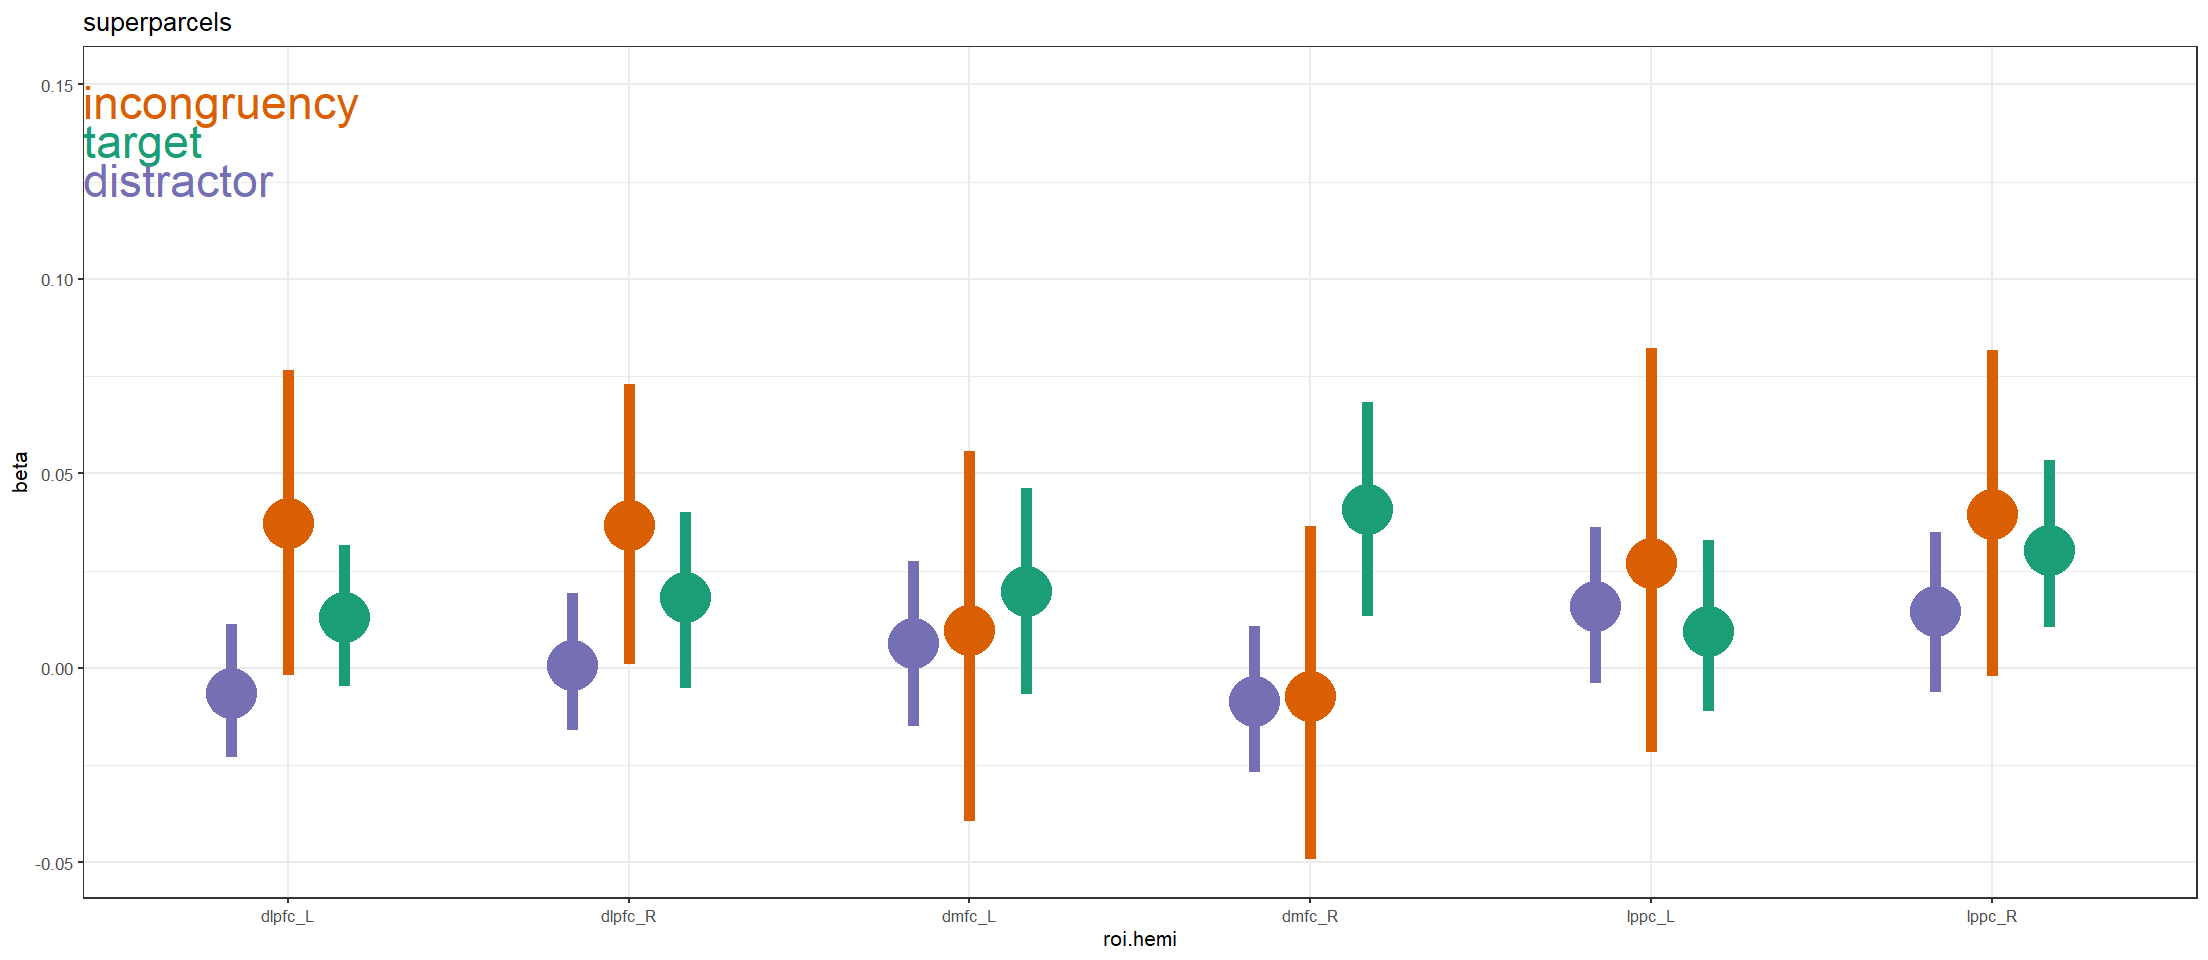 superparcels
0.15
incongruency
target
distractor
0.10
beta
0.05
0.00
-0.05
dlpfc_L
dlpfc_R
dmfc_L
dmfc_R
lppc_L
lppc_R
roi.hemi